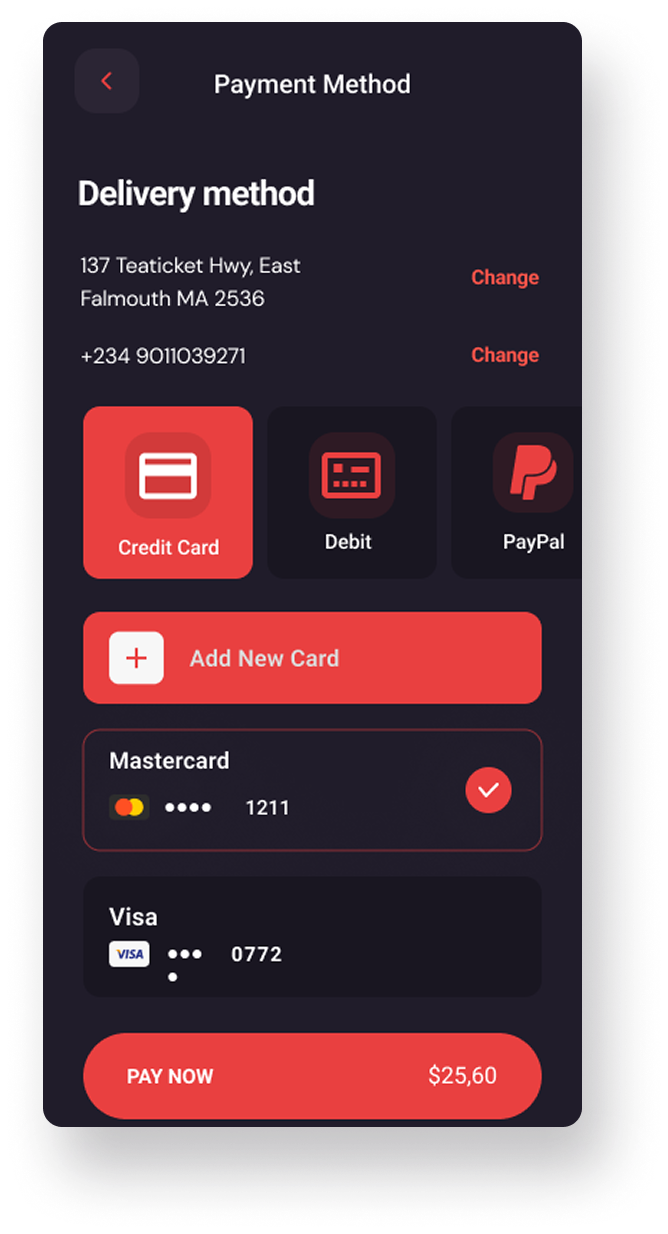 Payment Method
Delivery method
137 Teaticket Hwy, East
Falmouth MA 2536
Change
+234 9011039271
Change
Credit Card
Debit
PayPal
Add New Card
Mastercard
•••• 1211
Visa
VISA ••• 0772
•
PAY NOW $25,60